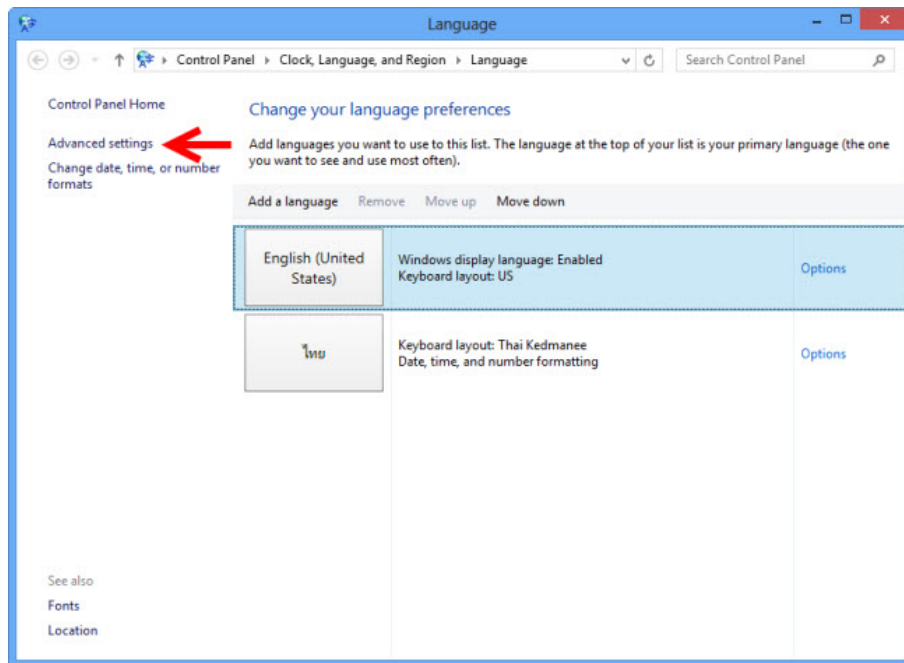 Language
Control Panel Clock, Language, and Region Language
Search Control Panel
Control Panel Home
Advanced settings
Change date, time, or number
formats
See also
Fonts
Location
Change your language preferences
Add languages you want to use to this list. The language at the top of your list is your primary language (the one
you want to see and use most often).
Add a language Remove Move up Move down
English (United
States)
Windows display language: Enabled
Keyboard layout: US
Options
ไทย
Keyboard layout: Thai Kedmanee
Date, time, and number formatting
Options